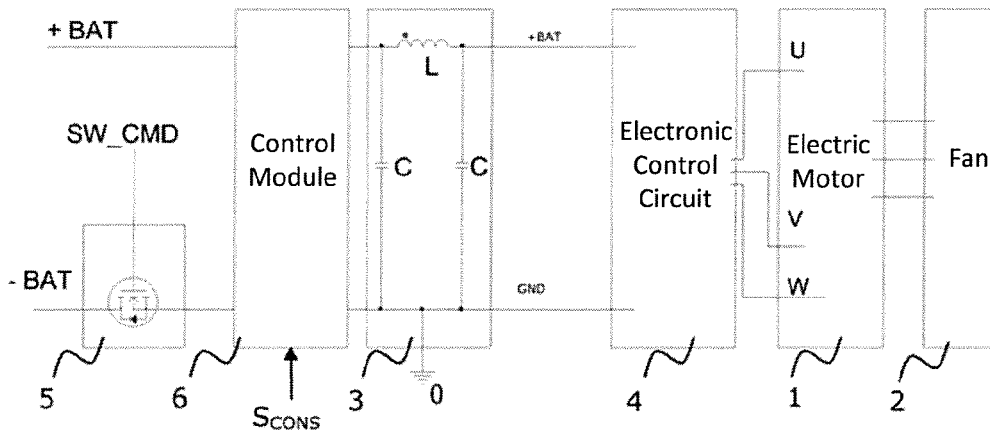 + BAT
SW_CMD
- BAT
Control
Module
L
C
C
+BAT
GND
Electronic
Control
Circuit
U
Electric
Motor
V
W
Fan
5
6
S_CONS
3
0
4
1
2